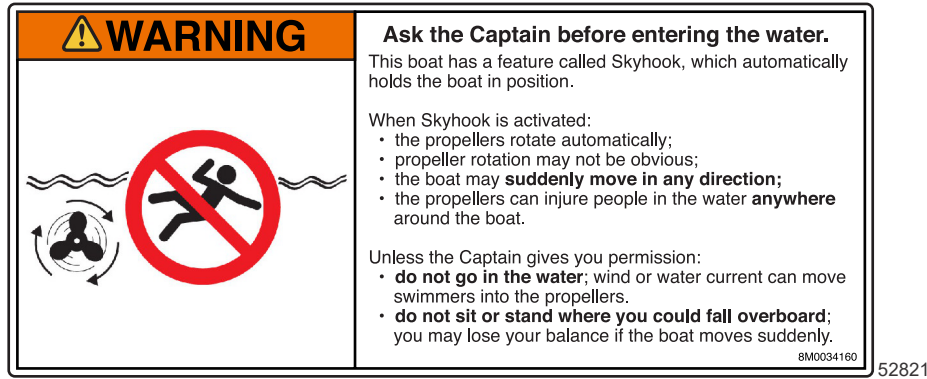 WARNING
Ask the Captain before entering the water.
This boat has a feature called Skyhook, which automatically
holds the boat in position.
When Skyhook is activated:
• the propellers rotate automatically;
• propeller rotation may not be obvious;
• the boat may suddenly move in any direction;
• the propellers can injure people in the water anywhere
around the boat.
Unless the Captain gives you permission:
• do not go in the water; wind or water current can move
swimmers into the propellers.
• do not sit or stand where you could fall overboard;
you may lose your balance if the boat moves suddenly.
8M0034160
52821